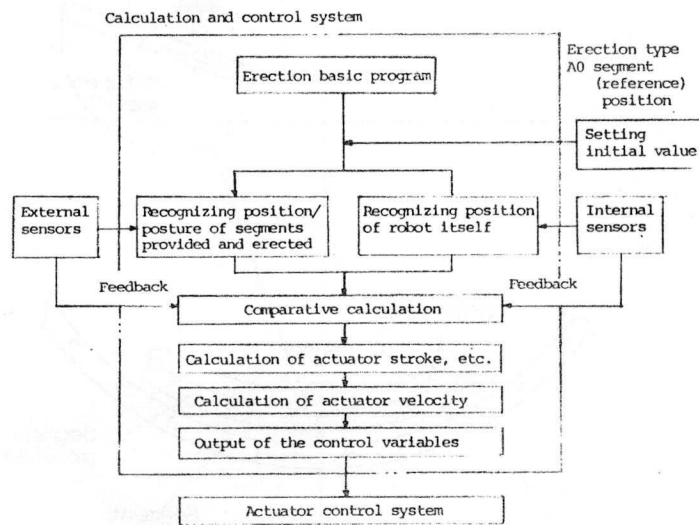 Calculation and control system
Erection type
A0 segment
(reference)
position
Erection basic program
Setting
initial value
External
sensors
Recognizing position/
posture of segments
provided and erected
Recognizing position
of robot itself
Internal
sensors
Feedback
Feedback
Comparative calculation
Calculation of actuator stroke, etc.
Calculation of actuator velocity
Output of the control variables
Actuator control system